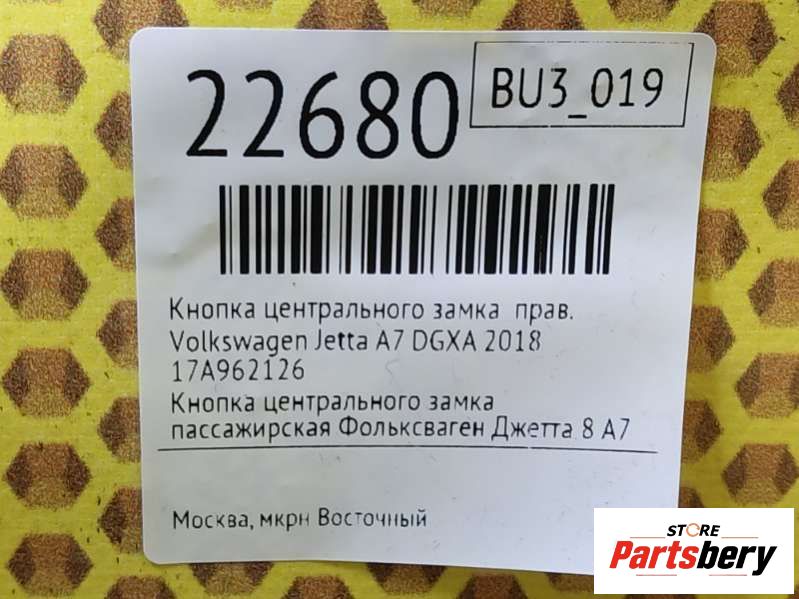 22680
BU3_019
Кнопка центрального замка прав.
Volkswagen Jetta A7 DGXA 2018
17A962126
Кнопка центрального замка
пассажирская Фольксваген Джетта 8 А7
Москва, мкрн Восточный
STORE
Partsbery